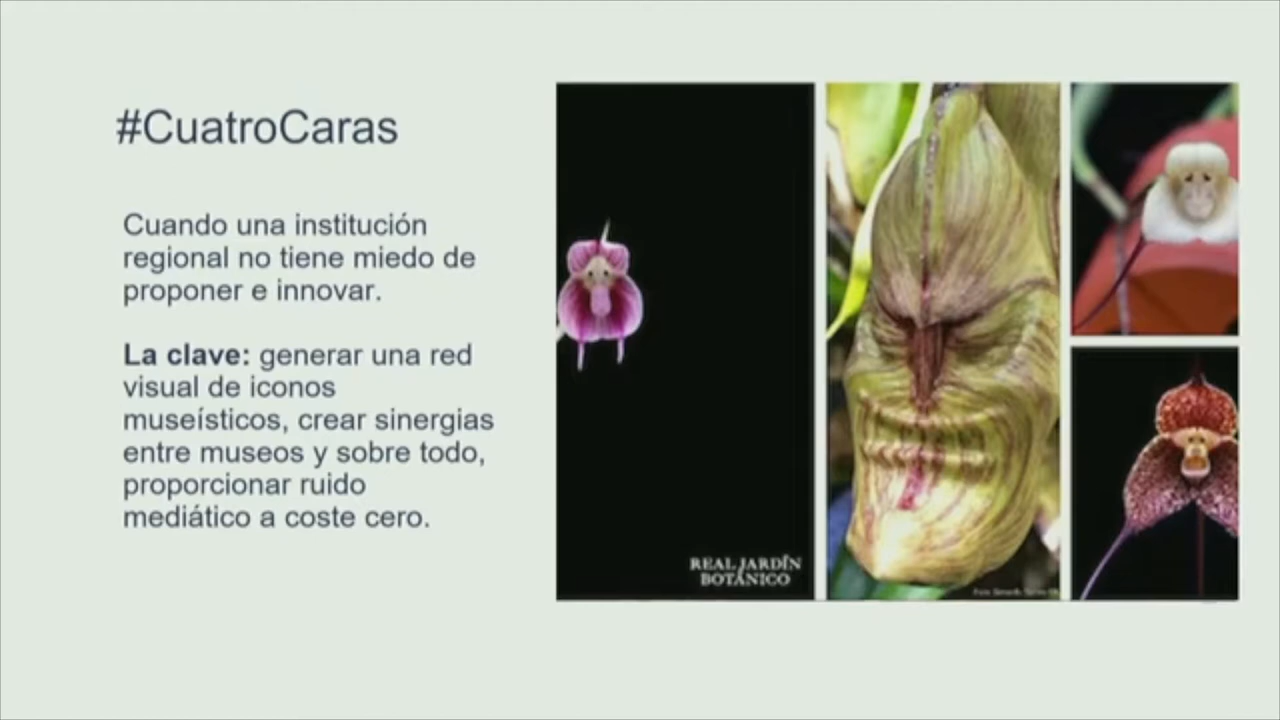 #CuatroCaras
Cuando una institución
regional no tiene miedo de
proponer e innovar.
La clave: generar una red
visual de iconos
museísticos, crear sinergias
entre museos y sobre todo,
proporcionar ruido
mediático a coste cero.
REAL JARDÍN
BOTÁNICO